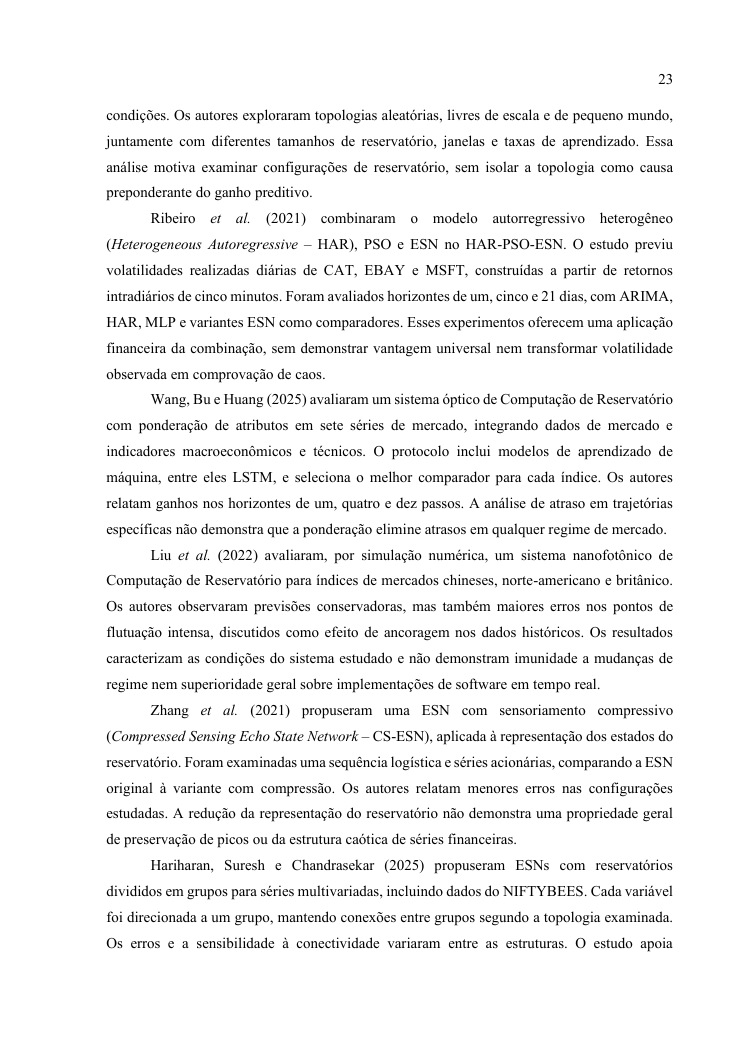 23
condições. Os autores exploraram topologias aleatórias, livres de escala e de pequeno mundo,
juntamente com diferentes tamanhos de reservatório, janelas e taxas de aprendizado. Essa
análise motiva examinar configurações de reservatório, sem isolar a topologia como causa
preponderante do ganho preditivo.
Ribeiro et al. (2021) combinaram o modelo autorregressivo heterogêneo
(Heterogeneous Autoregressive – HAR), PSO e ESN no HAR-PSO-ESN. O estudo previu
volatilidades realizadas diárias de CAT, EBAY e MSFT, construídas a partir de retornos
intradiários de cinco minutos. Foram avaliados horizontes de um, cinco e 21 dias, com ARIMA,
HAR, MLP e variantes ESN como comparadores. Esses experimentos oferecem uma aplicação
financeira da combinação, sem demonstrar vantagem universal nem transformar volatilidade
observada em comprovação de caos.
Wang, Bu e Huang (2025) avaliaram um sistema óptico de Computação de Reservatório
com ponderação de atributos em sete séries de mercado, integrando dados de mercado e
indicadores macroeconômicos e técnicos. O protocolo inclui modelos de aprendizado de
máquina, entre eles LSTM, e seleciona o melhor comparador para cada índice. Os autores
relatam ganhos nos horizontes de um, quatro e dez passos. A análise de atraso em trajetórias
específicas não demonstra que a ponderação elimine atrasos em qualquer regime de mercado.
Liu et al. (2022) avaliaram, por simulação numérica, um sistema nanofotônico de
Computação de Reservatório para índices de mercados chineses, norte-americano e britânico.
Os autores observaram previsões conservadoras, mas também maiores erros nos pontos de
flutuação intensa, discutidos como efeito de ancoragem nos dados históricos. Os resultados
caracterizam as condições do sistema estudado e não demonstram imunidade a mudanças de
regime nem superioridade geral sobre implementações de software em tempo real.
Zhang et al. (2021) propuseram uma ESN com sensoriamento compressivo
(Compressed Sensing Echo State Network – CS-ESN), aplicada à representação dos estados do
reservatório. Foram examinadas uma sequência logística e séries acionárias, comparando a ESN
original à variante com compressão. Os autores relatam menores erros nas configurações
estudadas. A redução da representação do reservatório não demonstra uma propriedade geral
de preservação de picos ou da estrutura caótica de séries financeiras.
Hariharan, Suresh e Chandrasekar (2025) propuseram ESNs com reservatórios
divididos em grupos para séries multivariadas, incluindo dados do NIFTYBEES. Cada variável
foi direcionada a um grupo, mantendo conexões entre grupos segundo a topologia examinada.
Os erros e a sensibilidade à conectividade variaram entre as estruturas. O estudo apoia